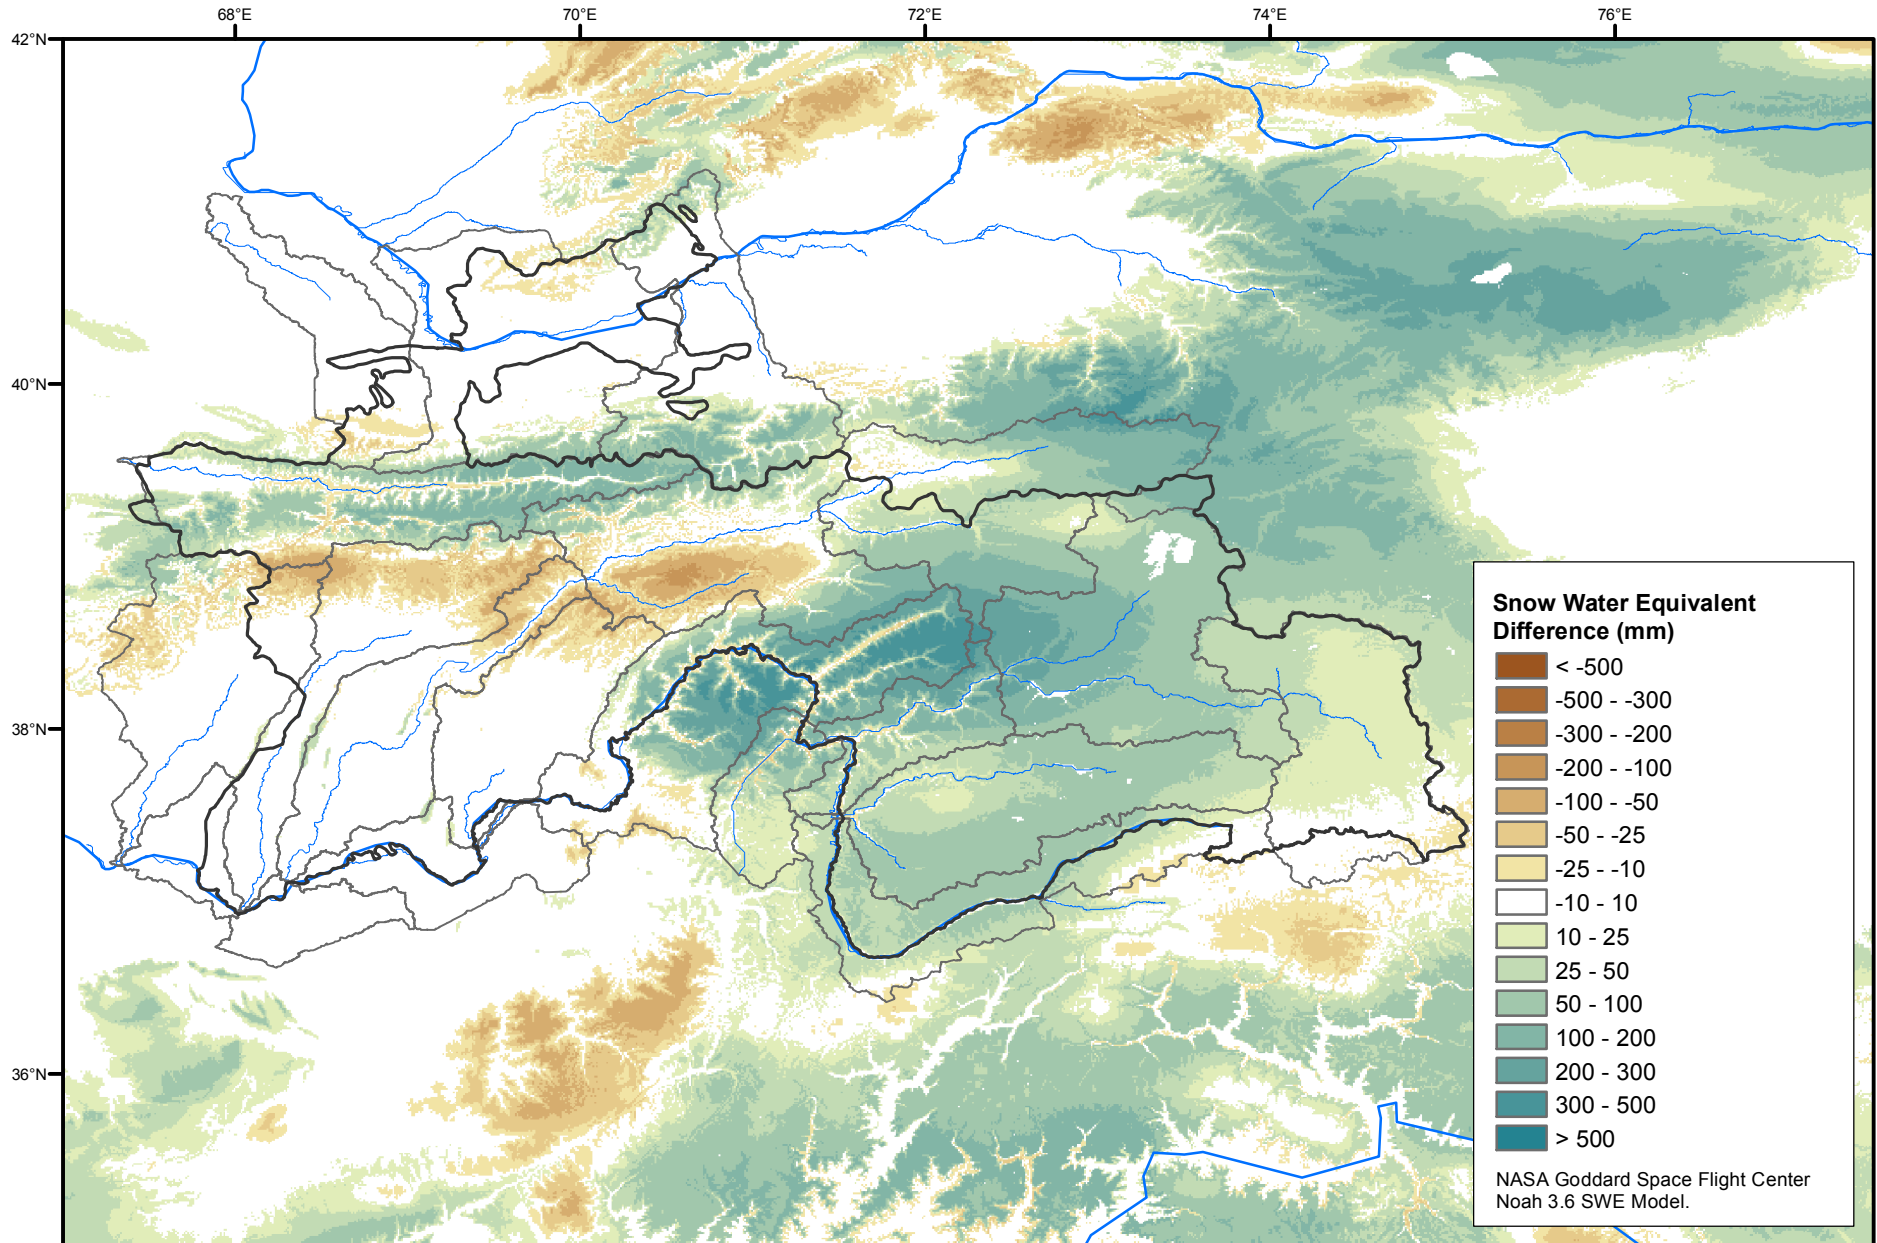 68°E 70°E 72°E 74°E 76°E
42°N
40°N
38°N
36°N
Snow Water Equivalent
Difference (mm)
< -500
-500 - -300
-300 - -200
-200 - -100
-100 - -50
-50 - -25
-25 - -10
-10 - 10
10 - 25
25 - 50
50 - 100
100 - 200
200 - 300
300 - 500
> 500
NASA Goddard Space Flight Center
Noah 3.6 SWE Model.